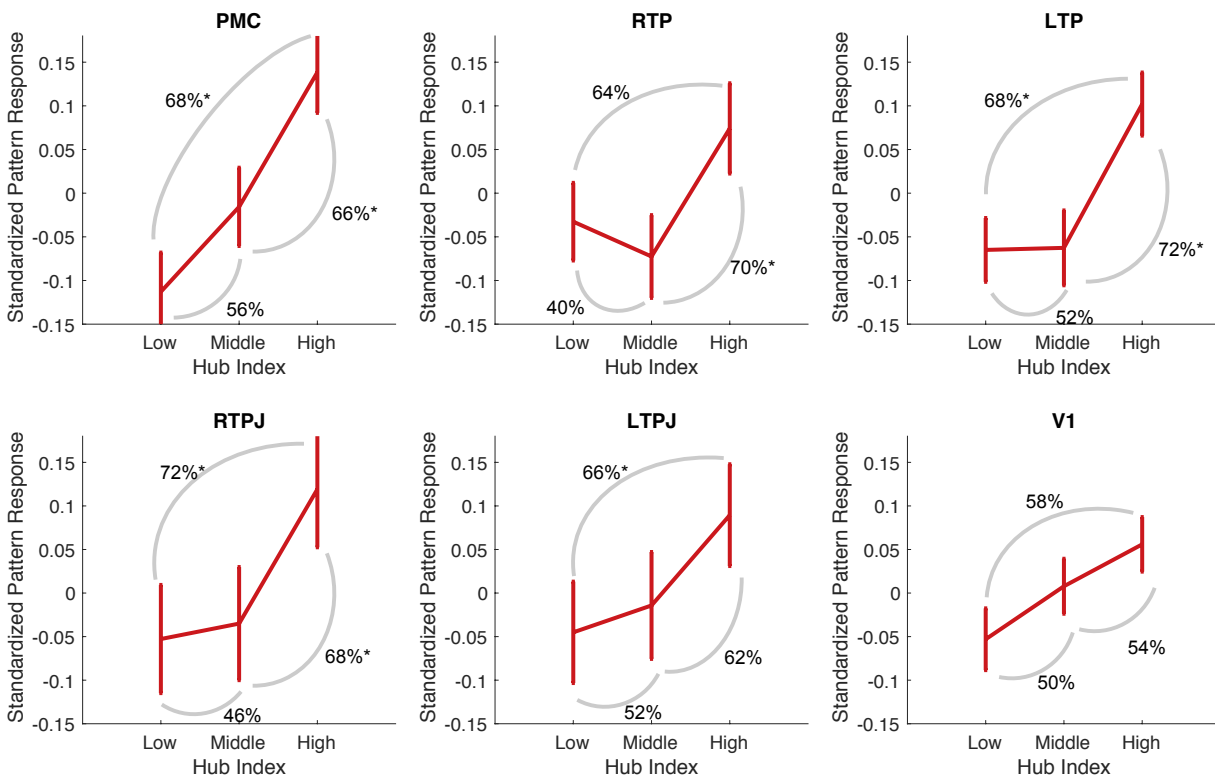 PMC
Standardized Pattern Response
0.15
0.1
0.05
0
-0.05
-0.1
-0.15
68%*
66%*
56%
Low Middle High
Hub Index
RTP
Standardized Pattern Response
0.15
0.1
0.05
0
-0.05
-0.1
-0.15
64%
70%*
40%
Low Middle High
Hub Index
LTP
Standardized Pattern Response
0.15
0.1
0.05
0
-0.05
-0.1
-0.15
68%*
72%*
52%
Low Middle High
Hub Index
RTPJ
Standardized Pattern Response
0.15
0.1
0.05
0
-0.05
-0.1
-0.15
72%*
68%*
46%
Low Middle High
Hub Index
LTPJ
Standardized Pattern Response
0.15
0.1
0.05
0
-0.05
-0.1
-0.15
66%*
62%
52%
Low Middle High
Hub Index
V1
Standardized Pattern Response
0.15
0.1
0.05
0
-0.05
-0.1
-0.15
58%
54%
50%
Low Middle High
Hub Index